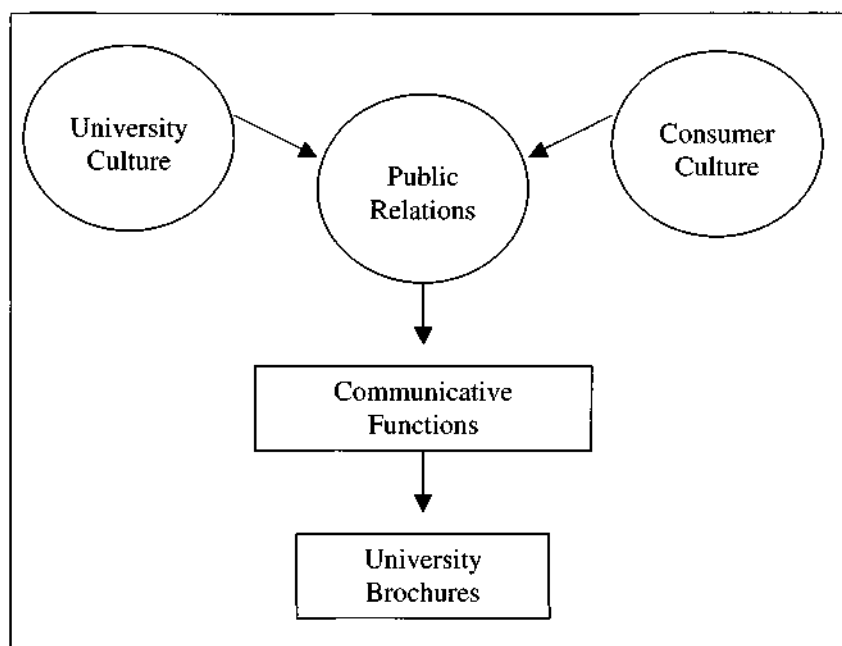 University
Culture
Public
Relations
Consumer
Culture
Communicative
Functions
University
Brochures